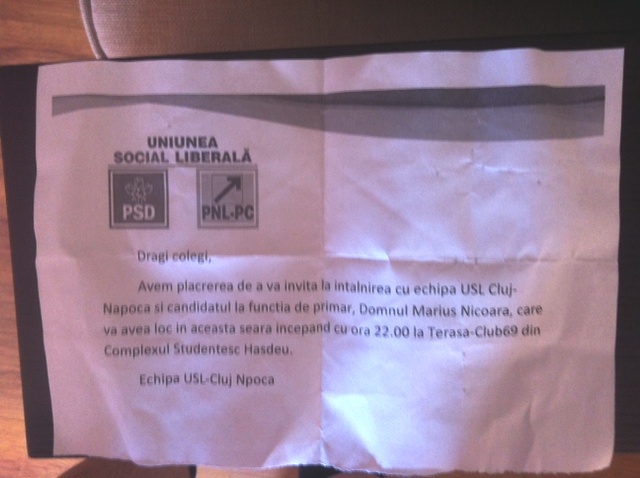 UNIUNEA
SOCIAL LIBERALĂ
PSD PNL-PC
Dragi colegi,
Avem placrerea de a va invita la intalnirea cu echipa USL Cluj-
Napoca si candidatul la functia de primar, Domnul Marius Nicoara, care
va avea loc in aceasta seara incepand cu ora 22.00 la Terasa-Club69 din
Complexul Studentesc Hasdeu.
Echipa USL-Cluj Npoca